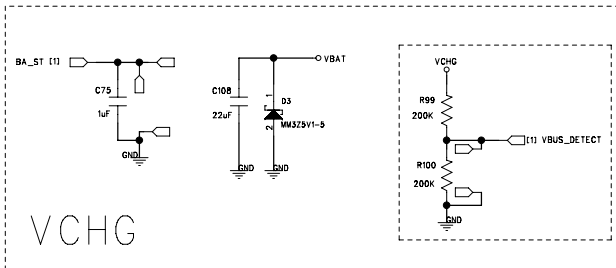 BA_ST [1]
C75
1uF
GND
C108
22uF
VBAT
1
D3
MM3Z5V1-5
2
GND
GND
VCHG
R99
200K
[1] VBUS_DETECT
R100
200K
GND
VCHG